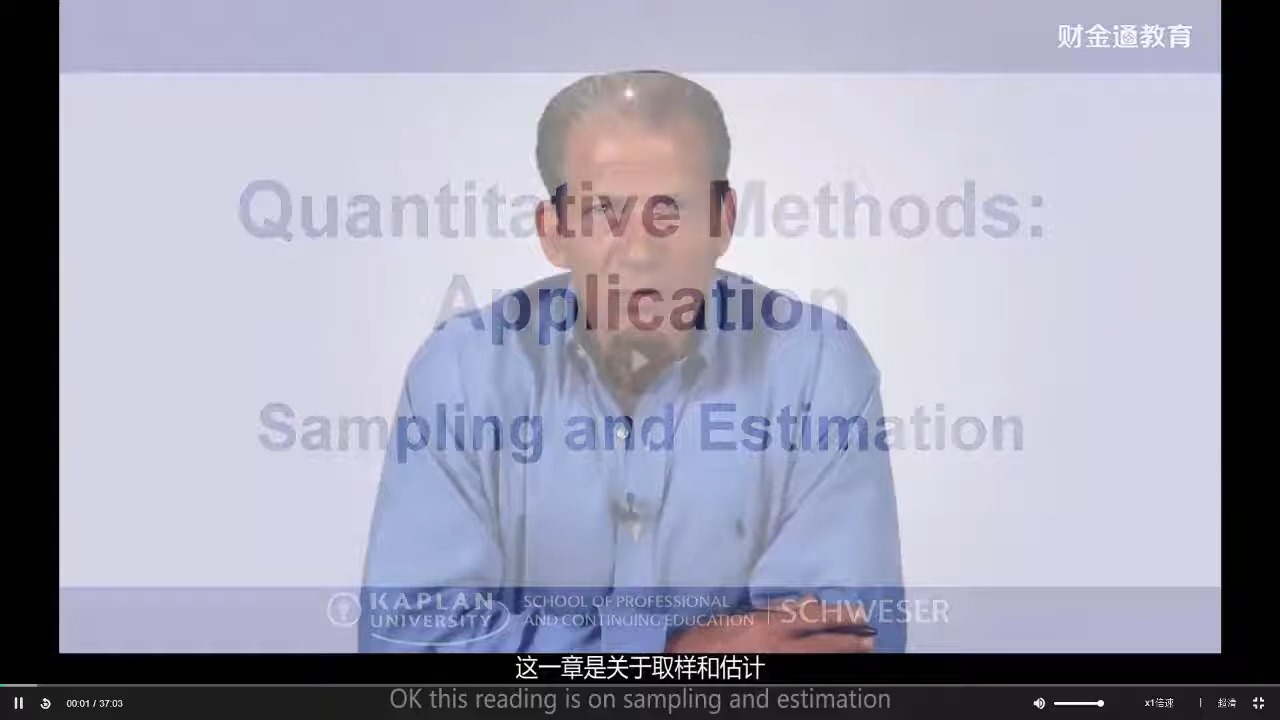 财金通教育
Quantitative Methods:
Application
Sampling and Estimation
KAPLAN
UNIVERSITY
SCHOOL OF PROFESSIONAL
AND CONTINUING EDUCATION
SCHWESER
这一章是关于取样和估计
OK this reading is on sampling and estimation
00:01 / 37:03
x1倍速
超清